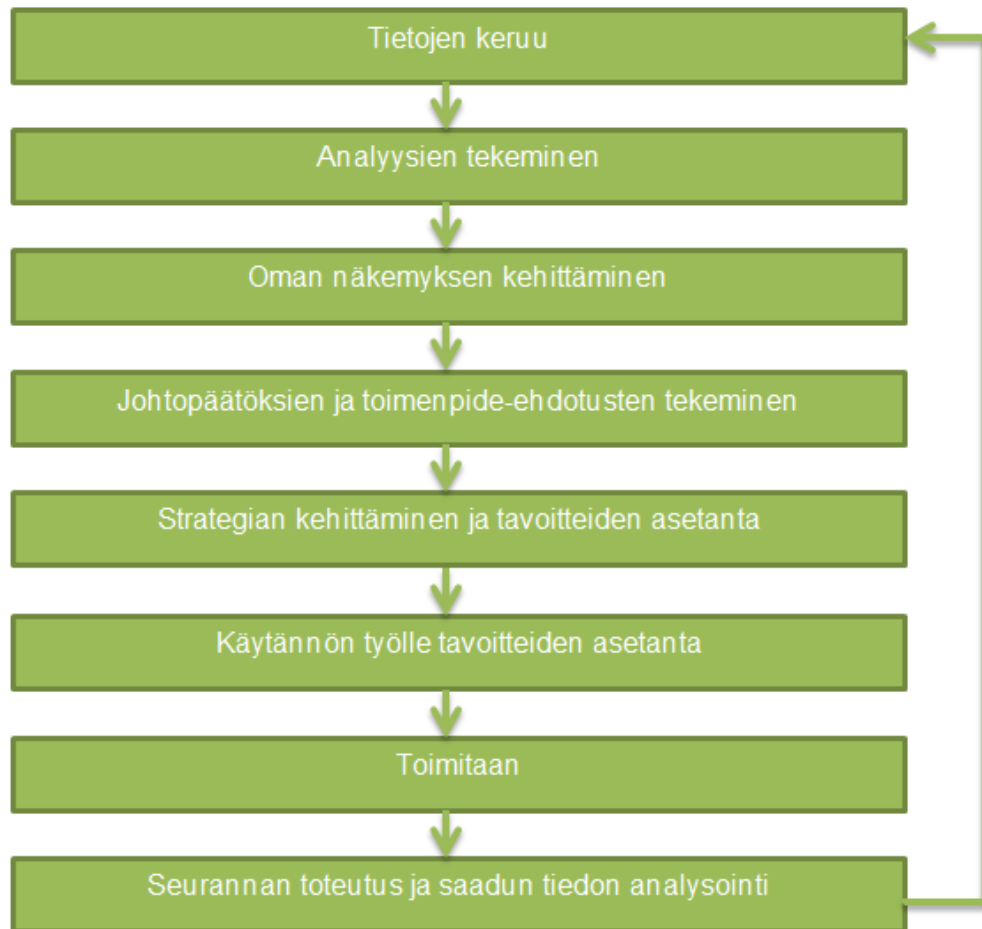 Tietojen keruu
Analyysien tekeminen
Oman näkemyksen kehittäminen
Johtopäätöksien ja toimenpide-ehdotusten tekeminen
Strategian kehittäminen ja tavoitteiden asetanta
Käytännön työlle tavoitteiden asetanta
Toimitaan
Seurannan toteutus ja saadun tiedon analysointi